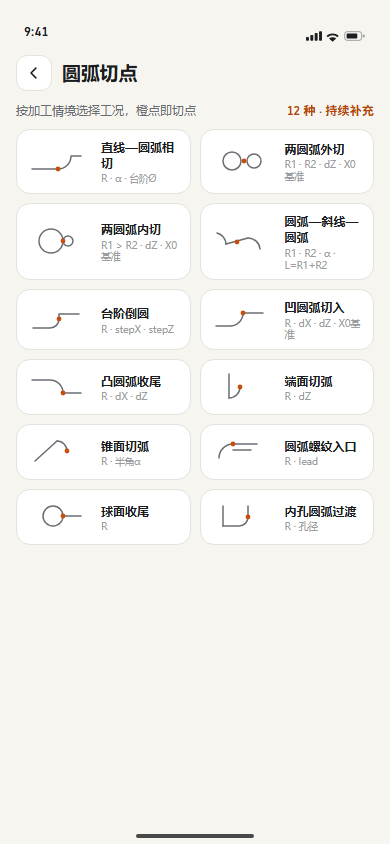 9:41
圆弧切点
按加工情境选择工况，橙点即切点
12 种 · 持续补充
直线—圆弧相
切
R · α · 台阶Ø
两圆弧外切
R1 · R2 · dZ · X0
基准
两圆弧内切
R1 > R2 · dZ · X0
基准
圆弧—斜线—
圆弧
R1 · R2 · α ·
L=R1+R2
台阶倒圆
R · stepX · stepZ
凹圆弧切入
R · dX · dZ · X0基
准
凸圆弧收尾
R · dX · dZ
端面切弧
R · dZ
锥面切弧
R · 半角α
圆弧螺纹入口
R · lead
球面收尾
R
内孔圆弧过渡
R · 孔径